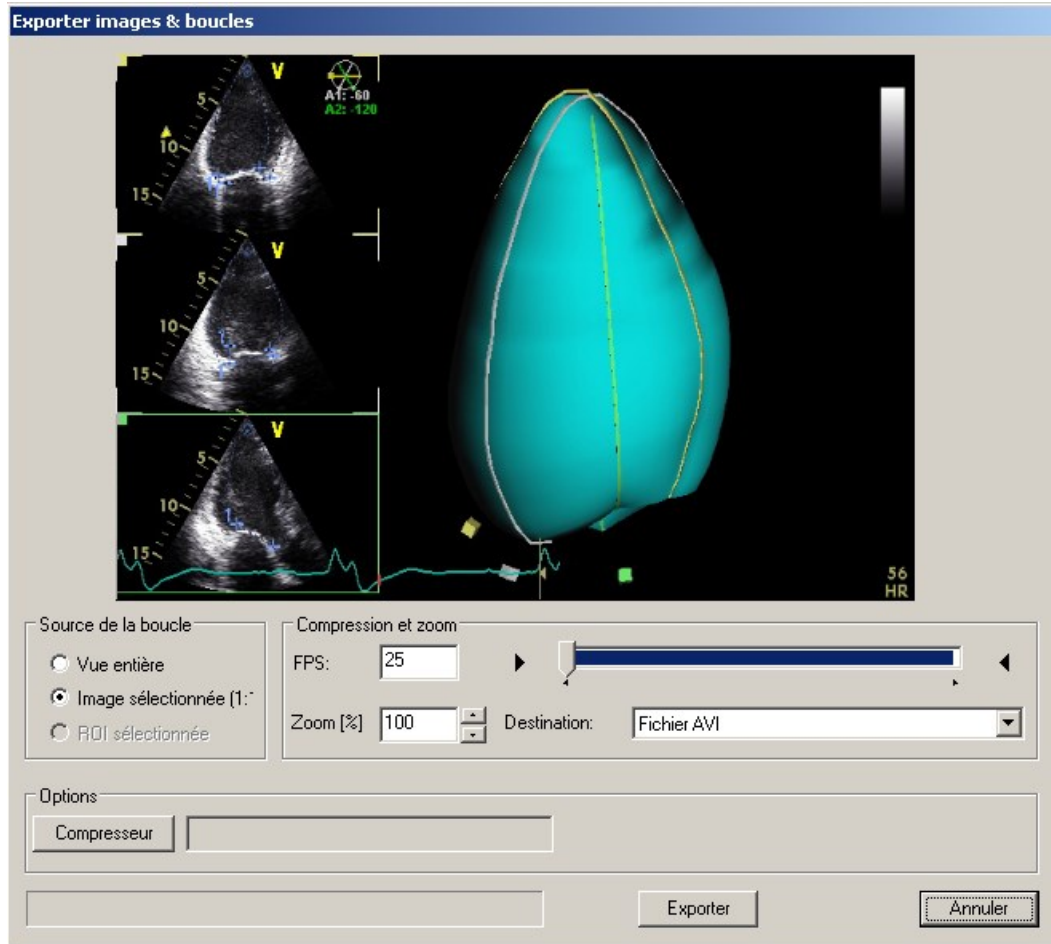 Exporter images & boucles
V
A1: -60
A2: -120
5
10
15
V
5
10
15
V
5
10
1
15
56
HR
Source de la boucle
Vue entière
Image sélectionnée (1:
ROI sélectionnée
Compression et zoom
FPS: 25
Zoom [%] 100 Destination: Fichier AVI
Options
Compresseur
Exporter Annuler